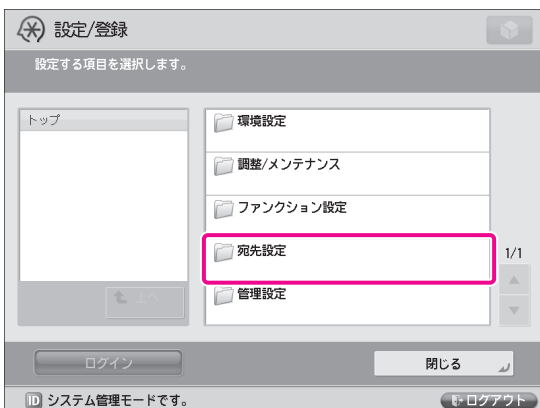 設定/登録
設定する項目を選択します。
トップ
環境設定
調整/メンテナンス
ファンクション設定
宛先設定
1/1
管理設定
上へ
ログイン
閉じる
ID システム管理モードです。
ログアウト